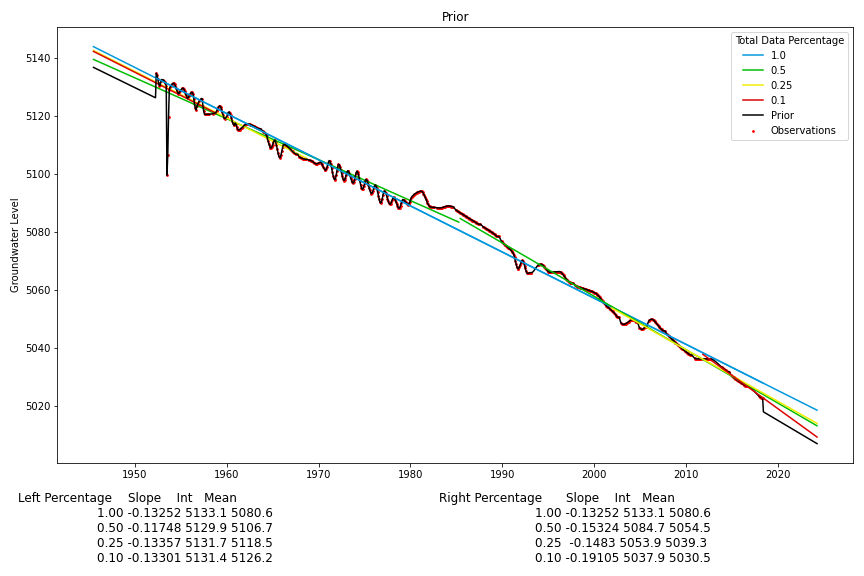 Prior
Total Data Percentage
1.0
0.5
0.25
0.1
Prior
Observations
Groundwater Level
5140
5120
5100
5080
5060
5040
5020
1950 1960 1970 1980 1990 2000 2010 2020
Left Percentage Slope Int Mean
1.00 -0.13252 5133.1 5080.6
0.50 -0.11748 5129.9 5106.7
0.25 -0.13357 5131.7 5118.5
0.10 -0.13301 5131.4 5126.2
Right Percentage Slope Int Mean
1.00 -0.13252 5133.1 5080.6
0.50 -0.15324 5084.7 5054.5
0.25 -0.1483 5053.9 5039.3
0.10 -0.19105 5037.9 5030.5